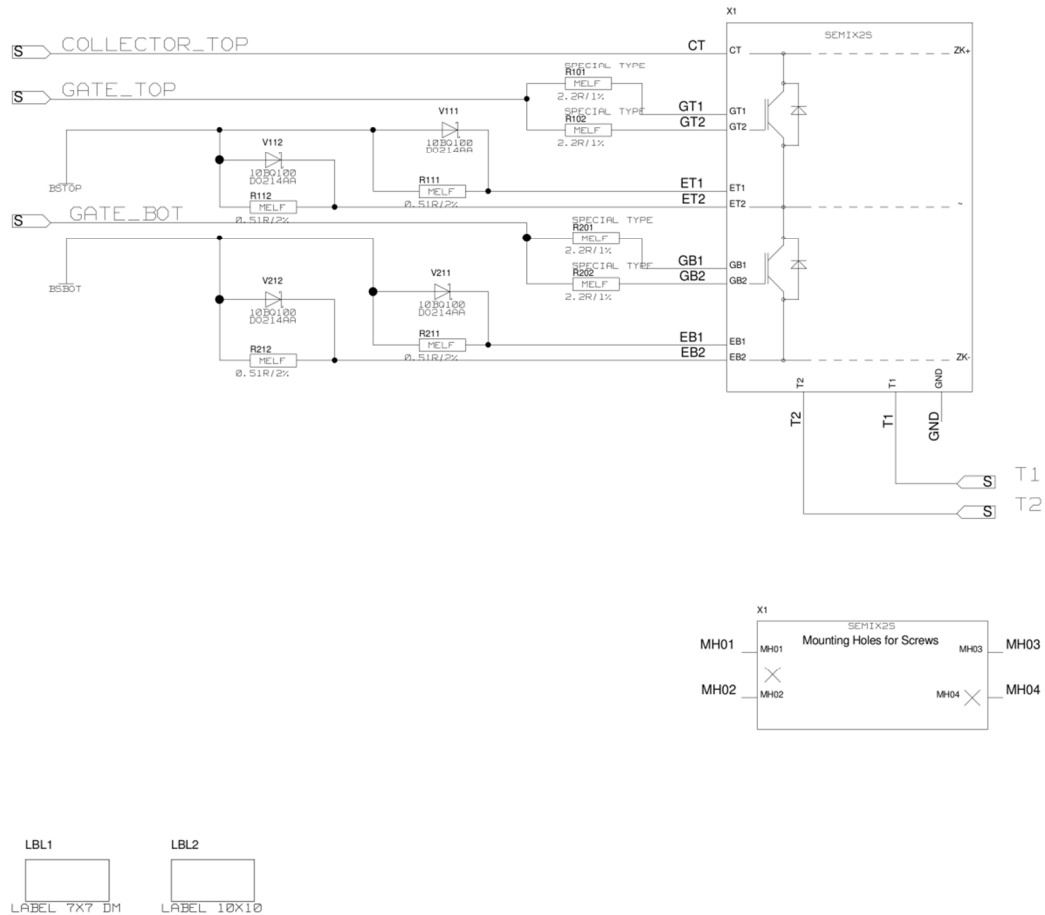 X1
SEMIX2S
S COLLECTOR_TOP CT CT ZK+
SPECIAL TYPE
R101
MELF
2.2R/1%
S GATE_TOP
GT1 GT1
SPECIAL TYPE
R102
MELF
2.2R/1%
GT2 GT2
V111
10BQ100
DO214AA
V112
10BQ100
DO214AA
BSTOP
R111
MELF
0.51R/2%
ET1 ET1
R112
MELF
0.51R/2%
ET2 ET2 ~
S GATE_BOT
SPECIAL TYPE
R201
MELF
2.2R/1%
GB1 GB1
SPECIAL TYPE
R202
MELF
2.2R/1%
GB2 GB2
BSBOT
V211
10BQ100
DO214AA
V212
10BQ100
DO214AA
R211
MELF
0.51R/2%
EB1 EB1
R212
MELF
0.51R/2%
EB2 EB2 ZK-
T2 T1 GND
T2 T1 GND
S T1
S T2
X1
SEMIX2S
Mounting Holes for Screws
MH01 MH01 MH03 MH03
MH02 MH02 MH04 MH04
LBL1 LBL2
LABEL 7X7 DM LABEL 10X10